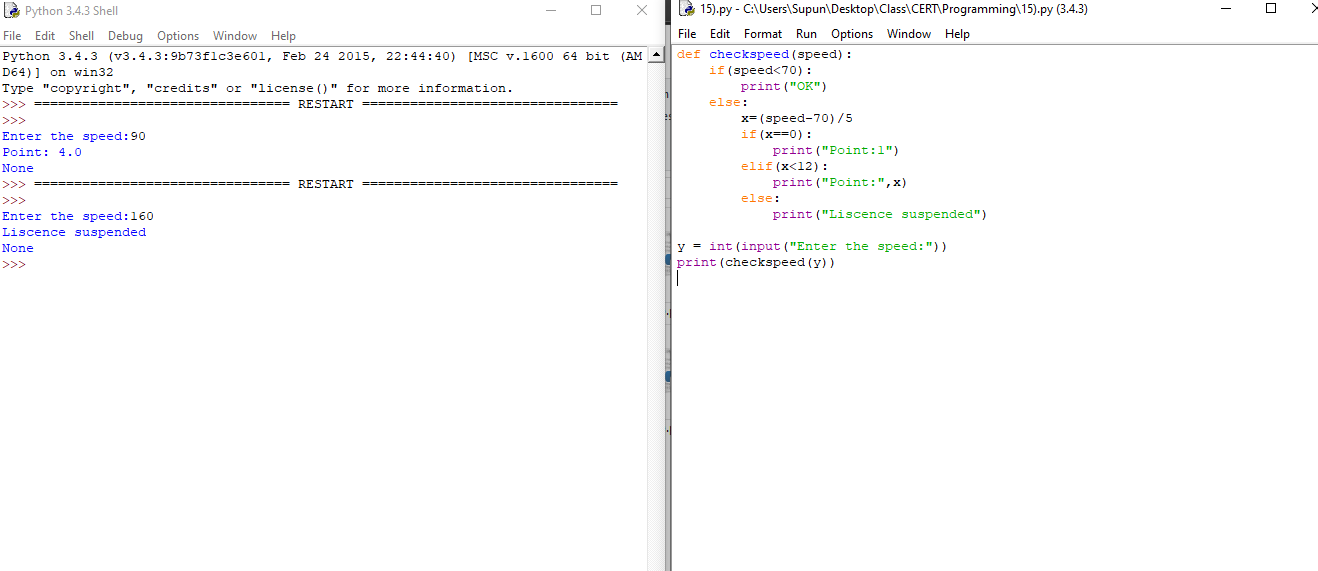 Python 3.4.3 Shell
File Edit Shell Debug Options Window Help
Python 3.4.3 (v3.4.3:9b73f1c3e601, Feb 24 2015, 22:44:40) [MSC v.1600 64 bit (AM
D64)] on win32
Type "copyright", "credits" or "license()" for more information.
>>> ================================ RESTART ================================
>>>
Enter the speed:90
Point: 4.0
None
>>> ================================ RESTART ================================
>>>
Enter the speed:160
Liscence suspended
None
>>>
15).py - C:\Users\Supun\Desktop\Class\CERT\Programming\15).py (3.4.3)
File Edit Format Run Options Window Help
def checkspeed(speed):
    if(speed<70):
        print("OK")
    else:
        x=(speed-70)/5
        if(x==0):
            print("Point:1")
        elif(x<12):
            print("Point:",x)
        else:
            print("Liscence suspended")
y = int(input("Enter the speed:"))
print(checkspeed(y))